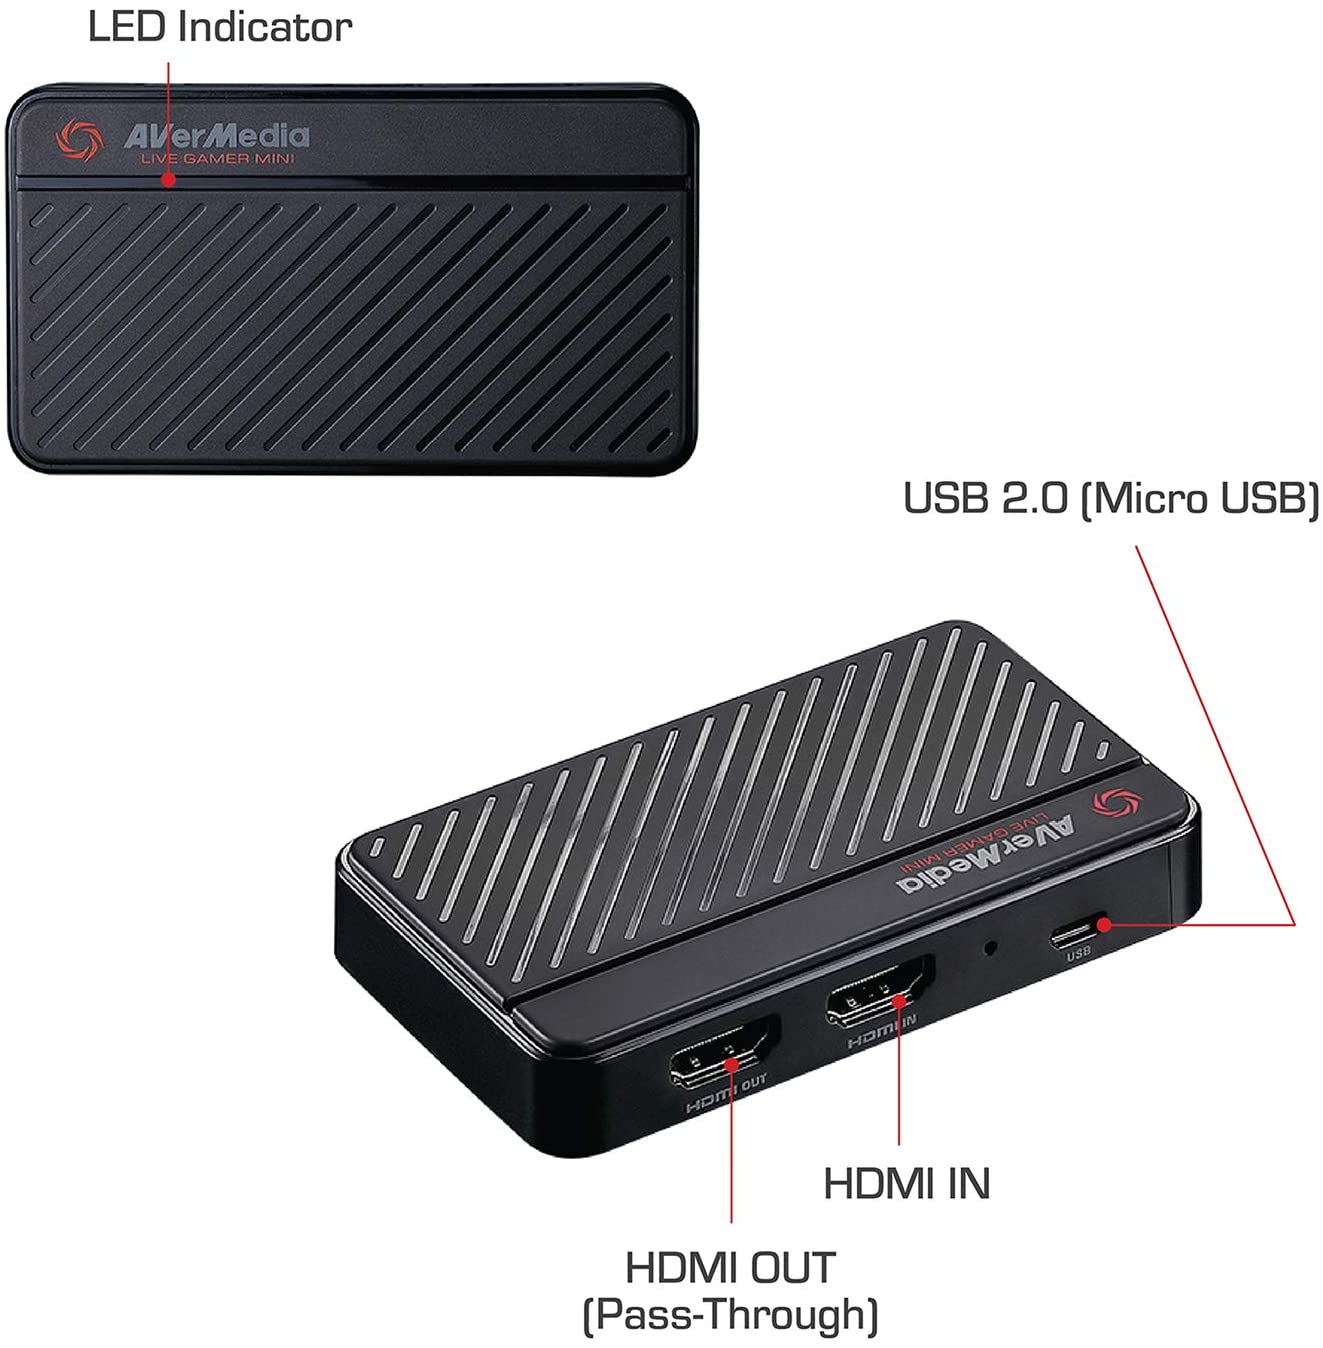 LED Indicator
AVerMedia
LIVE GAMER MINI
USB 2.0 (Micro USB)
AVerMedia
LIVE GAMER MINI
USB
HDMI IN
HDMI OUT
HDMI IN
HDMI OUT
(Pass-Through)